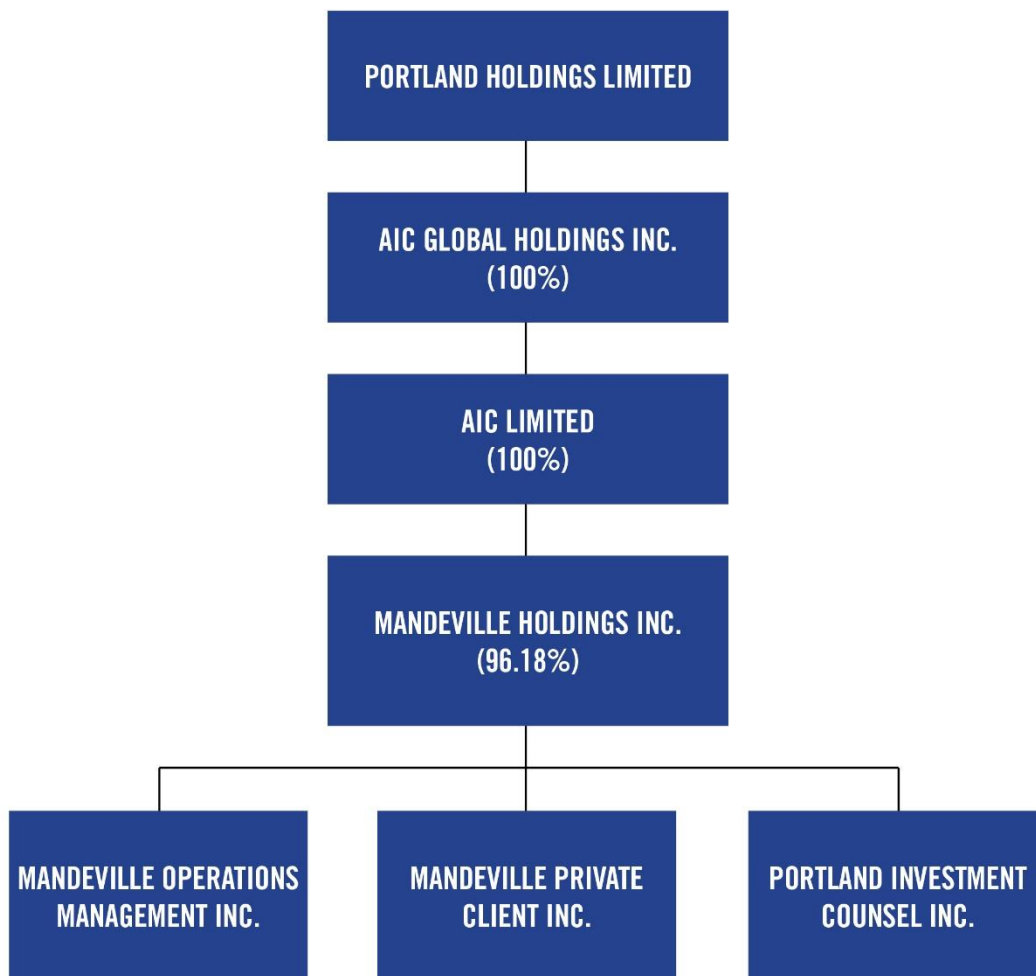 PORTLAND HOLDINGS LIMITED
AIC GLOBAL HOLDINGS INC.
(100%)
AIC LIMITED
(100%)
MANDEVILLE HOLDINGS INC.
(96.18%)
MANDEVILLE OPERATIONS
MANAGEMENT INC.
MANDEVILLE PRIVATE
CLIENT INC.
PORTLAND INVESTMENT
COUNSEL INC.